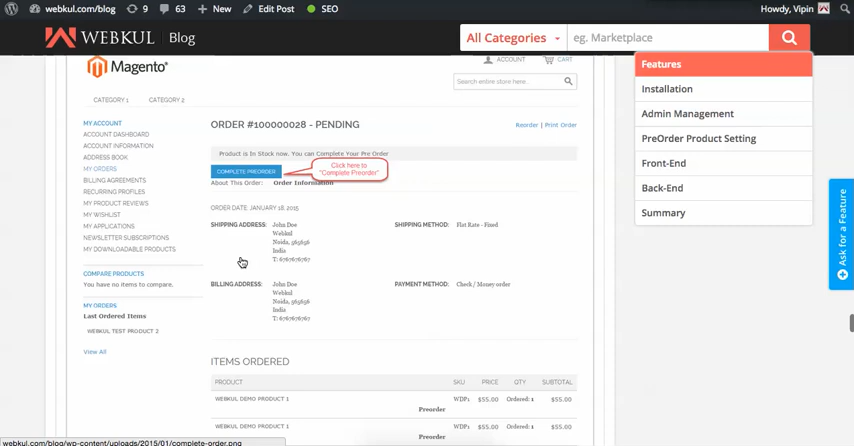 webkul.com/blog 9 63 + New Edit Post SEO Howdy, Vipin
WEBKUL Blog All Categories eg. Marketplace
Magento®
ACCOUNT CART
Search entire store here...
CATEGORY 1 CATEGORY 2
MY ACCOUNT
ACCOUNT DASHBOARD
ACCOUNT INFORMATION
ADDRESS BOOK
MY ORDERS
BILLING AGREEMENTS
RECURRING PROFILES
MY PRODUCT REVIEWS
MY WISHLIST
MY APPLICATIONS
NEWSLETTER SUBSCRIPTIONS
MY DOWNLOADABLE PRODUCTS
COMPARE PRODUCTS
You have no items to compare.
MY ORDERS
Last Ordered Items
WEBKUL TEST PRODUCT 2
View All
ORDER #100000028 - PENDING
Reorder | Print Order
Product is In Stock now. You can Complete Your Pre Order
COMPLETE PREORDER
Click here to
"Complete Preorder"
About This Order: Order Information
ORDER DATE: JANUARY 18, 2015
SHIPPING ADDRESS: John Doe
Webkul
Noida, 565656
India
T: 6767676767
SHIPPING METHOD: Flat Rate - Fixed
BILLING ADDRESS: John Doe
Webkul
Noida, 565656
India
T: 6767676767
PAYMENT METHOD: Check / Money order
ITEMS ORDERED
PRODUCT SKU PRICE QTY SUBTOTAL
WEBKUL DEMO PRODUCT 1 WDP1 $55.00 Ordered: 1 $55.00
Preorder
WEBKUL DEMO PRODUCT 1 WDP1 $55.00 Ordered: 1 $55.00
Preorder
Features
Installation
Admin Management
PreOrder Product Setting
Front-End
Back-End
Summary
Ask for a Feature
webkul.com/blog/wp-content/uploads/2015/01/complete-order.png